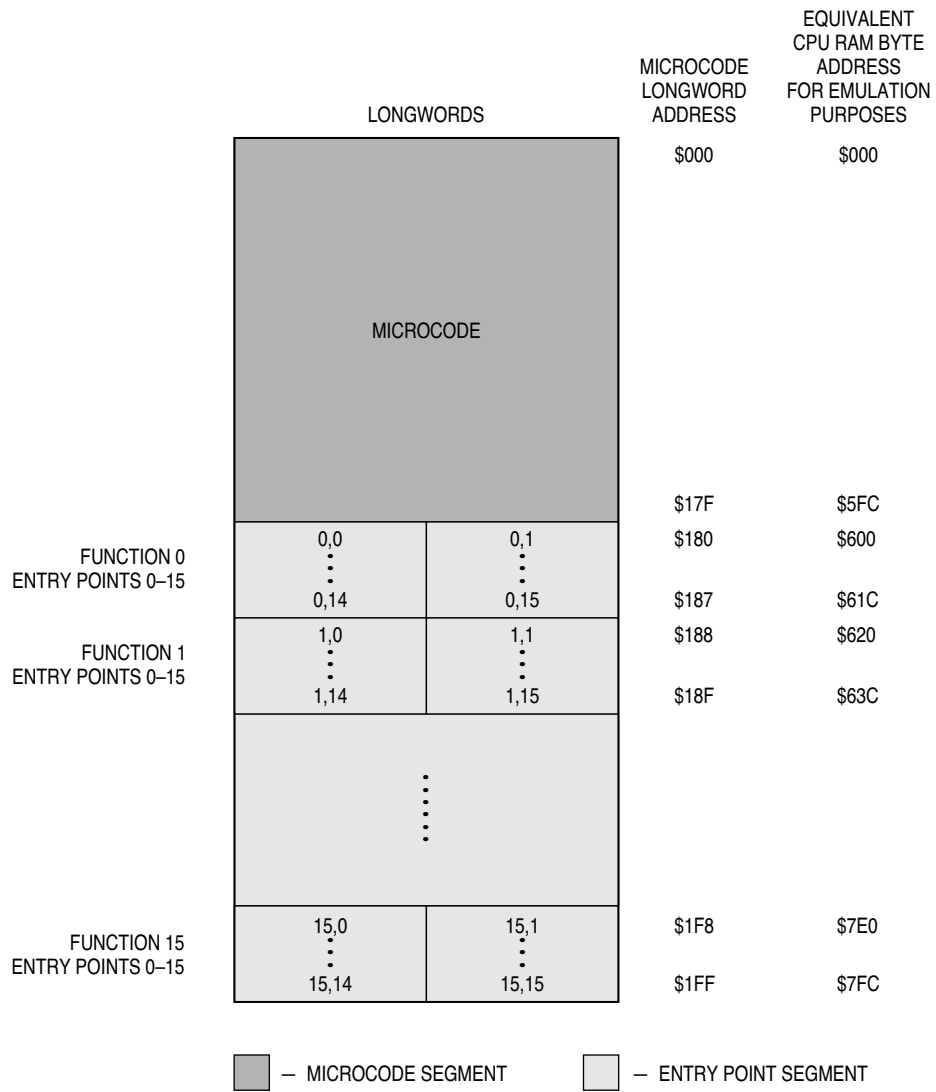 EQUIVALENT
CPU RAM BYTE
ADDRESS
FOR EMULATION
PURPOSES
MICROCODE
LONGWORD
ADDRESS
LONGWORDS
$000 $000
MICROCODE
$17F $5FC
FUNCTION 0
ENTRY POINTS 0–15
0,0 0,1 $180 $600
0,14 0,15 $187 $61C
FUNCTION 1
ENTRY POINTS 0–15
1,0 1,1 $188 $620
1,14 1,15 $18F $63C
FUNCTION 15
ENTRY POINTS 0–15
15,0 15,1 $1F8 $7E0
15,14 15,15 $1FF $7FC
– MICROCODE SEGMENT – ENTRY POINT SEGMENT